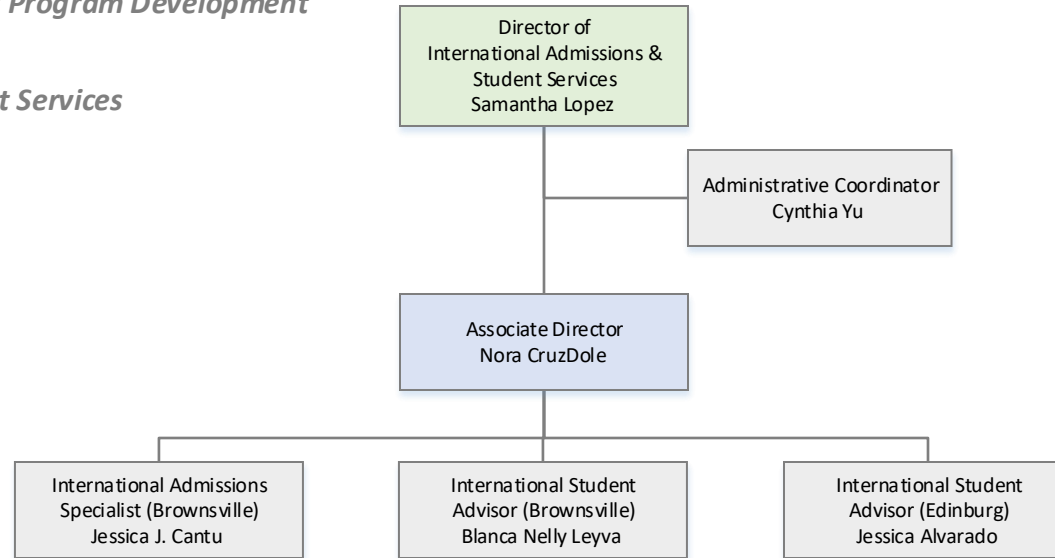 Program Development
t Services
Director of
International Admissions &
Student Services
Samantha Lopez
Administrative Coordinator
Cynthia Yu
Associate Director
Nora CruzDole
International Admissions
Specialist (Brownsville)
Jessica J. Cantu
International Student
Advisor (Brownsville)
Blanca Nelly Leyva
International Student
Advisor (Edinburg)
Jessica Alvarado